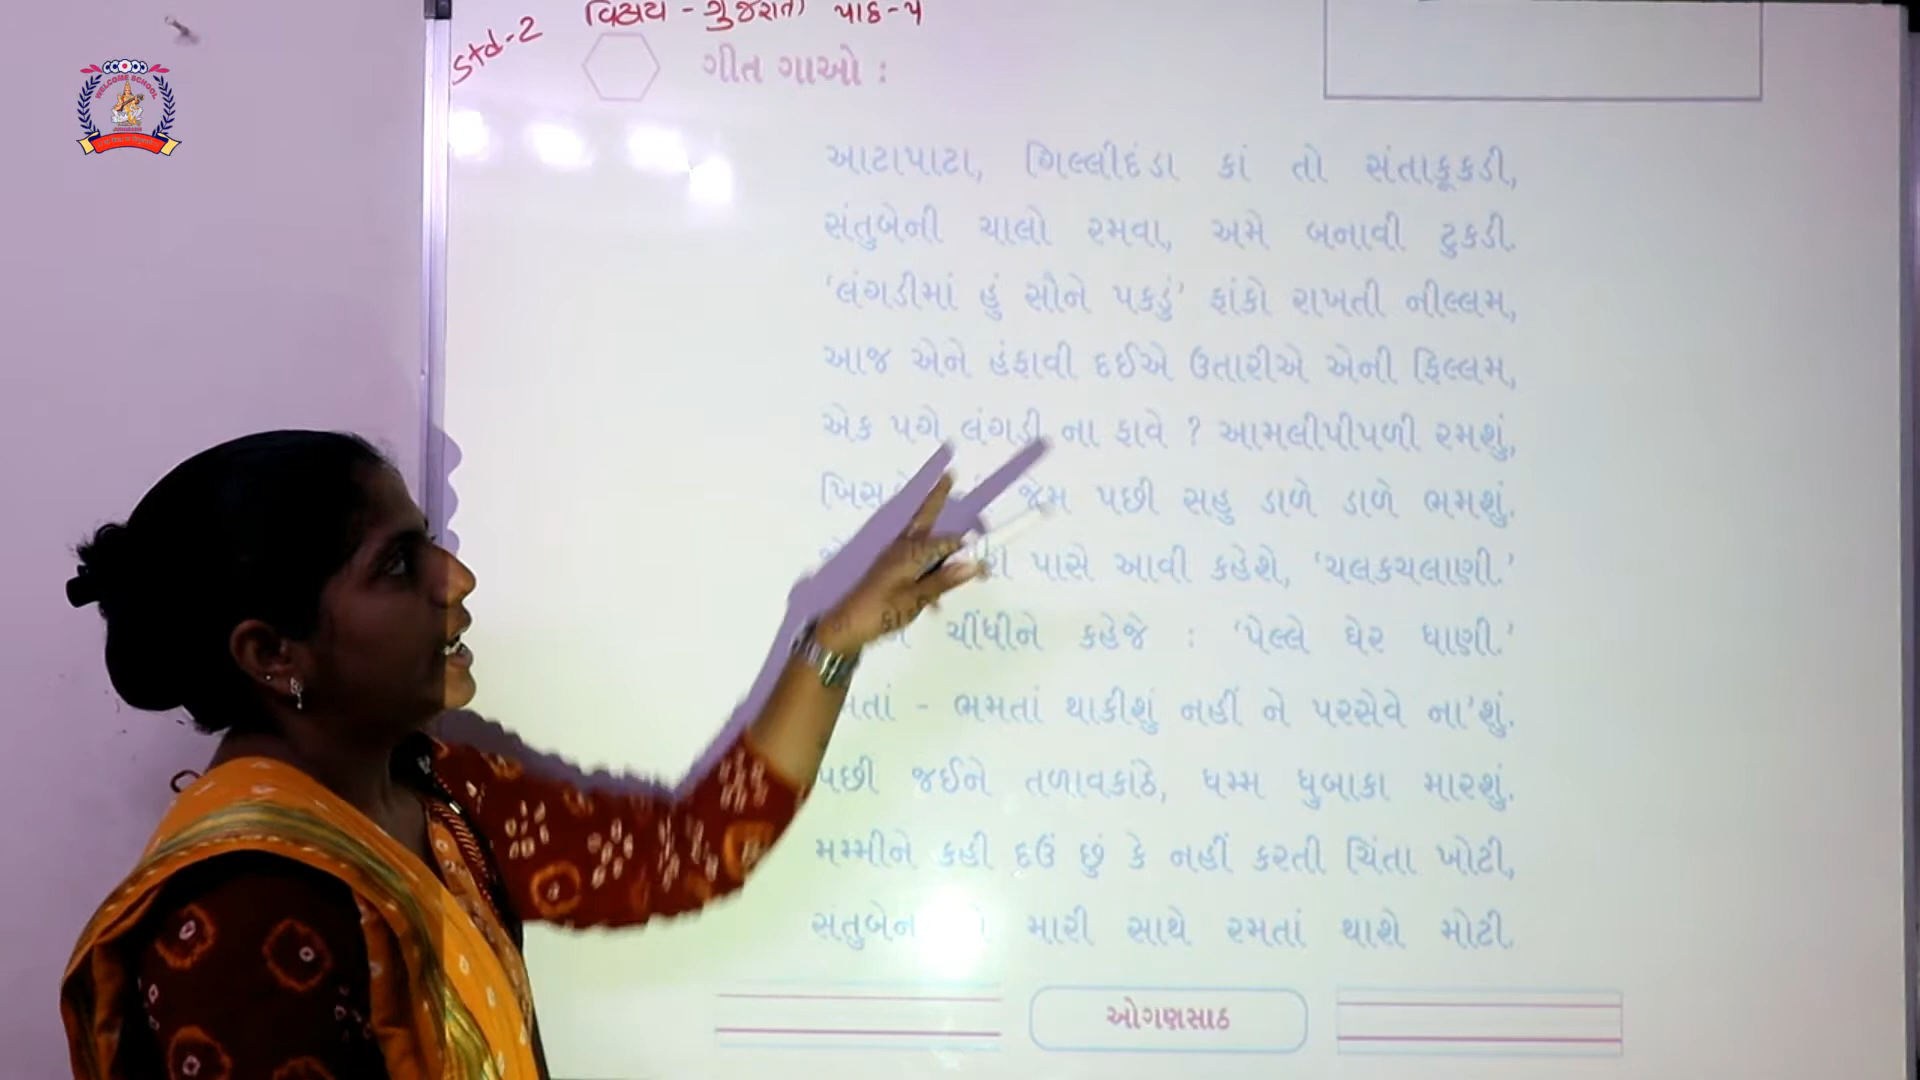 WELCOME SCHOOL
Std-2
વિષય - ગુજરાતી પાઠ-૫
ગીત ગાઓ :
આટાપાટા, ગિલ્લીદંડા કાં તો સંતાકૂકડી,
સંતુબેની ચાલો રમવા, અમે બનાવી ટુકડી.
‘લંગડીમાં હું સૌને પકડું’ ફાંકો રાખતી નીલ્લમ,
આજ એને હંફાવી દઈએ ઉતારીએ એની ફિલ્લમ,
એક પગે લંગડી ના ફાવે ? આમલીપીપળી રમશું,
જેમ પછી સહુ ડાળે ડાળે ભમશું.
પાસે આવી કહેશે, ‘ચલકચલાણી.’
ચીંધીને કહેજે : ‘પેલ્લે ઘેર ધાણી.’
- ભમતાં થાકીશું નહીં ને પરસેવે ના’શું.
પછી જઈને તળાવકાંઠે, ધમ્મ ધુબાકા મારશું.
મમ્મીને કહી દઉં છું કે નહીં કરતી ચિંતા ખોટી,
સંતુબેન મારી સાથે રમતાં થાશે મોટી.
ઓગણસાઠ